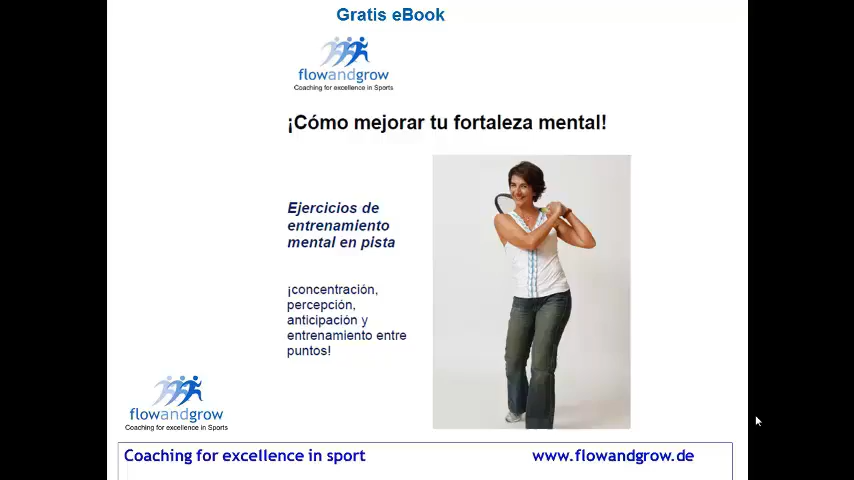 Gratis eBook
flowandgrow
Coaching for excellence in Sports
¡Cómo mejorar tu fortaleza mental!
Ejercicios de
entrenamiento
mental en pista
¡concentración,
percepción,
anticipación y
entrenamiento entre
puntos!
flowandgrow
Coaching for excellence in Sports
Coaching for excellence in sport
www.flowandgrow.de